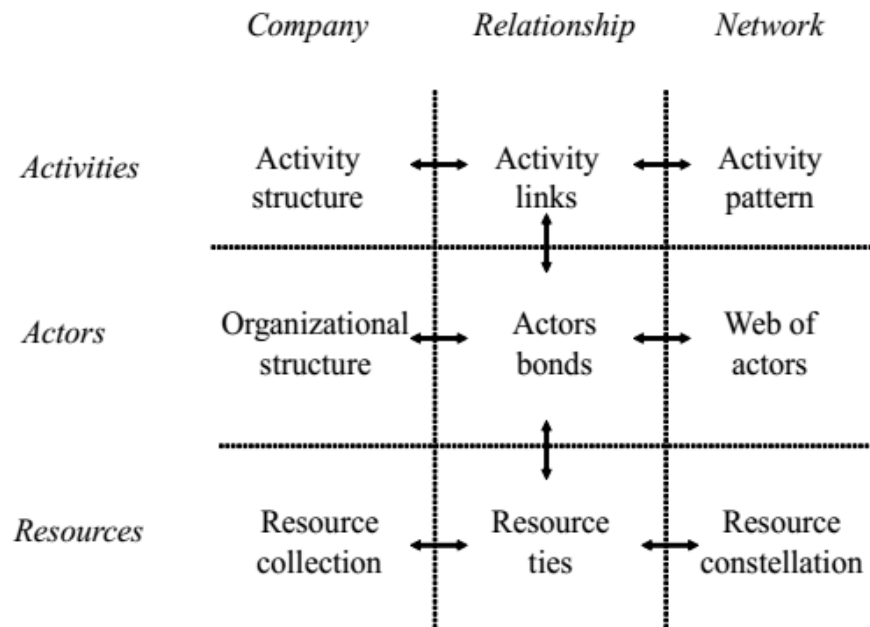 Company Relationship Network
Activities
Activity Activity Activity
structure links pattern
Actors
Organizational Actors Web of
structure bonds actors
Resources
Resource Resource Resource
collection ties constellation